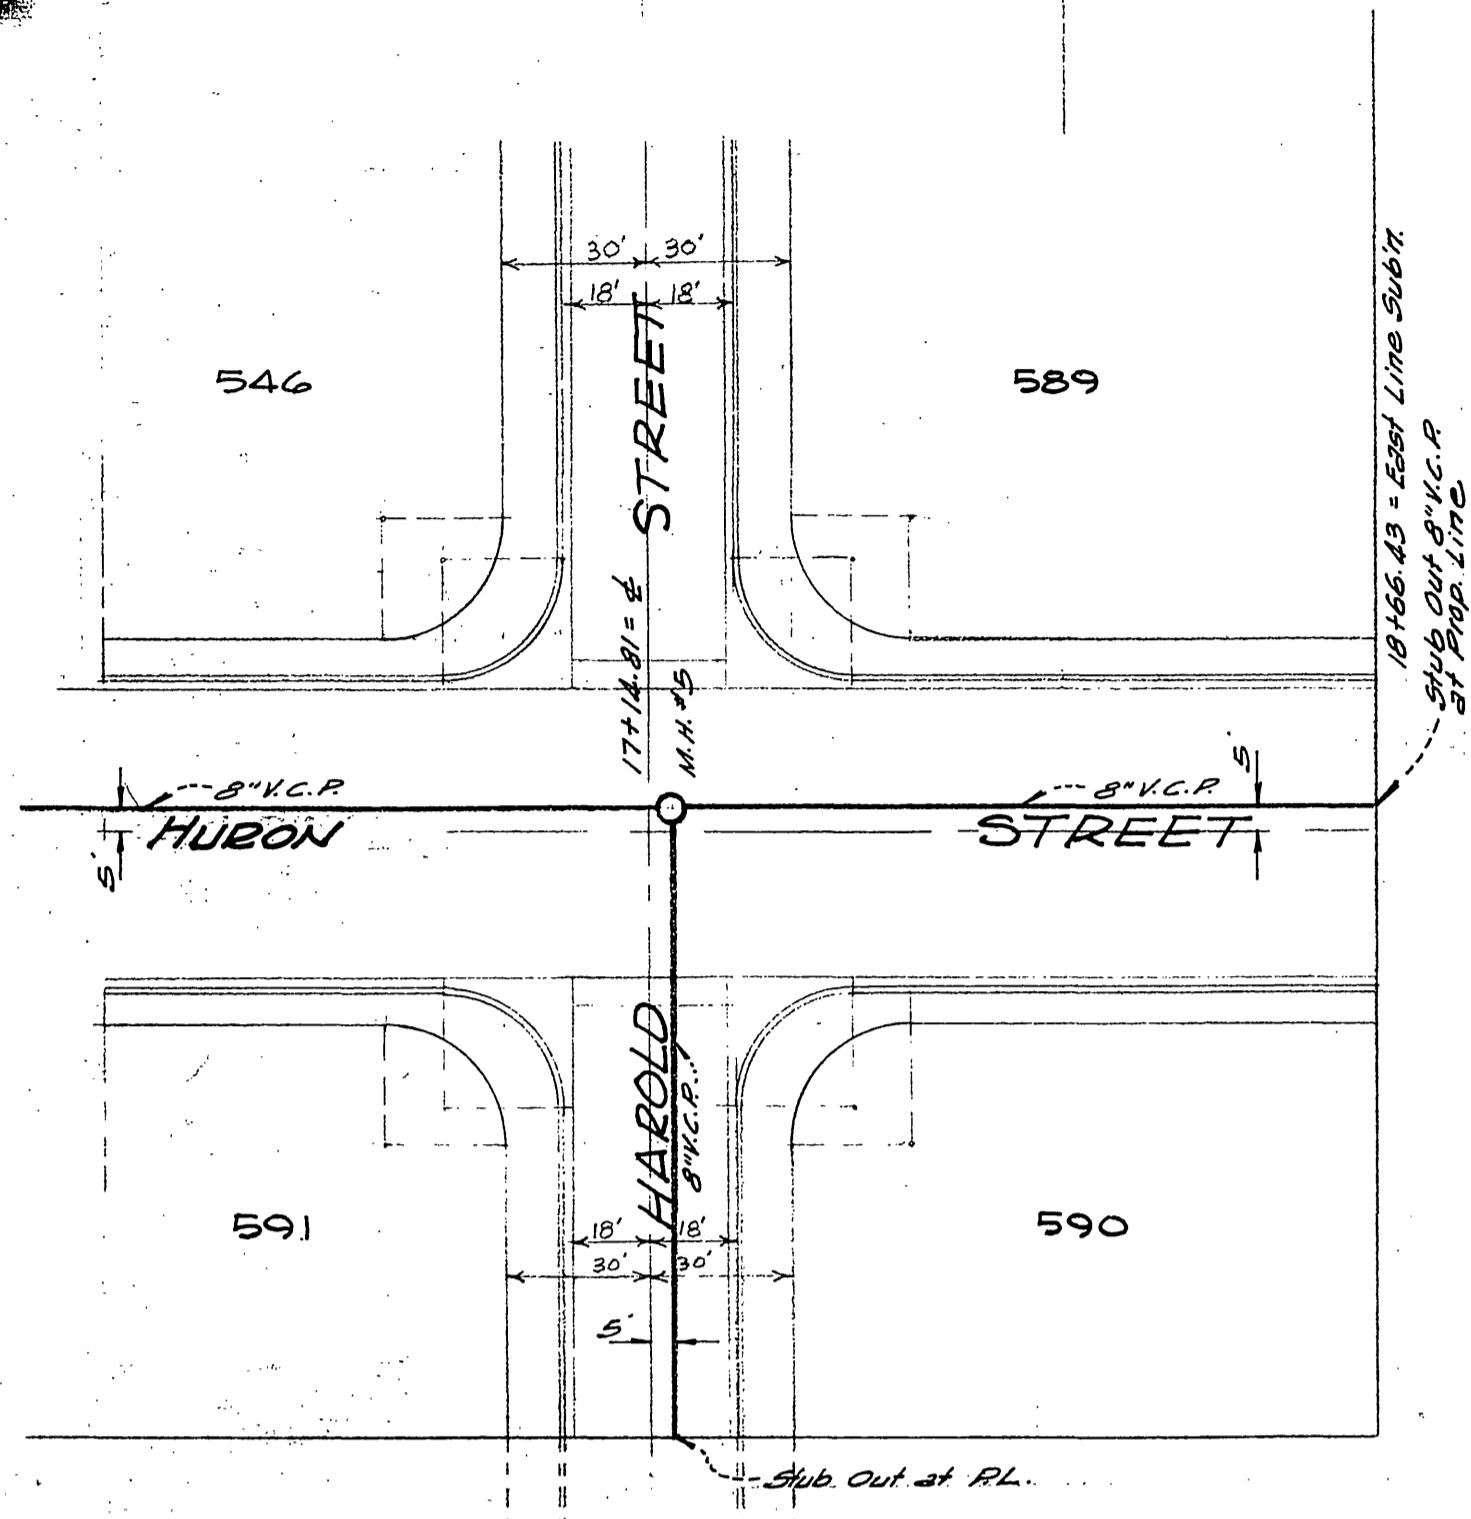 30' 30'
18' 18'
546
589
STREET
17+14.81 = ℄
M.H. #5
18+66.43 = East Line Sub'n.
Stub Out 8" V.C.P.
at Prop. Line
8" V.C.P.
8" V.C.P.
5'
HURON
STREET
5'
HAROLD
8" V.C.P.
591
590
18' 18'
30' 30'
5'
Stub Out at P.L.